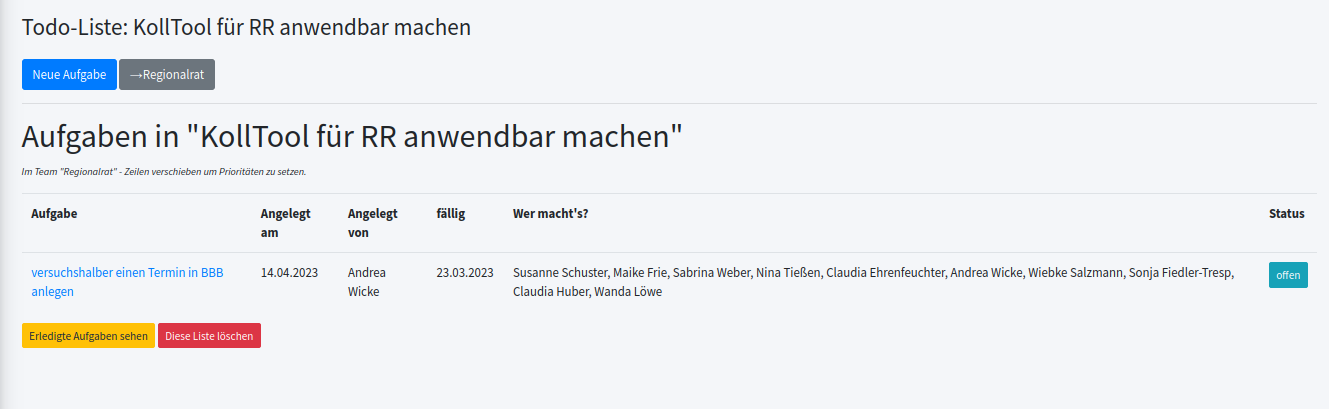 Todo-Liste: KollTool für RR anwendbar machen
Neue Aufgabe →Regionalrat
Aufgaben in "KollTool für RR anwendbar machen"
Im Team "Regionalrat" - Zeilen verschieben um Prioritäten zu setzen.
Aufgabe Angelegt am Angelegt von fällig Wer macht's? Status
versuchshalber einen Termin in BBB 14.04.2023 Andrea 23.03.2023 Susanne Schuster, Maike Frie, Sabrina Weber, Nina Tießen, Claudia Ehrenfeuchter, Andrea Wicke, Wiebke Salzmann, Sonja Fiedler-Tresp, offen
anlegen Wicke Claudia Huber, Wanda Löwe
Erledigte Aufgaben sehen Diese Liste löschen